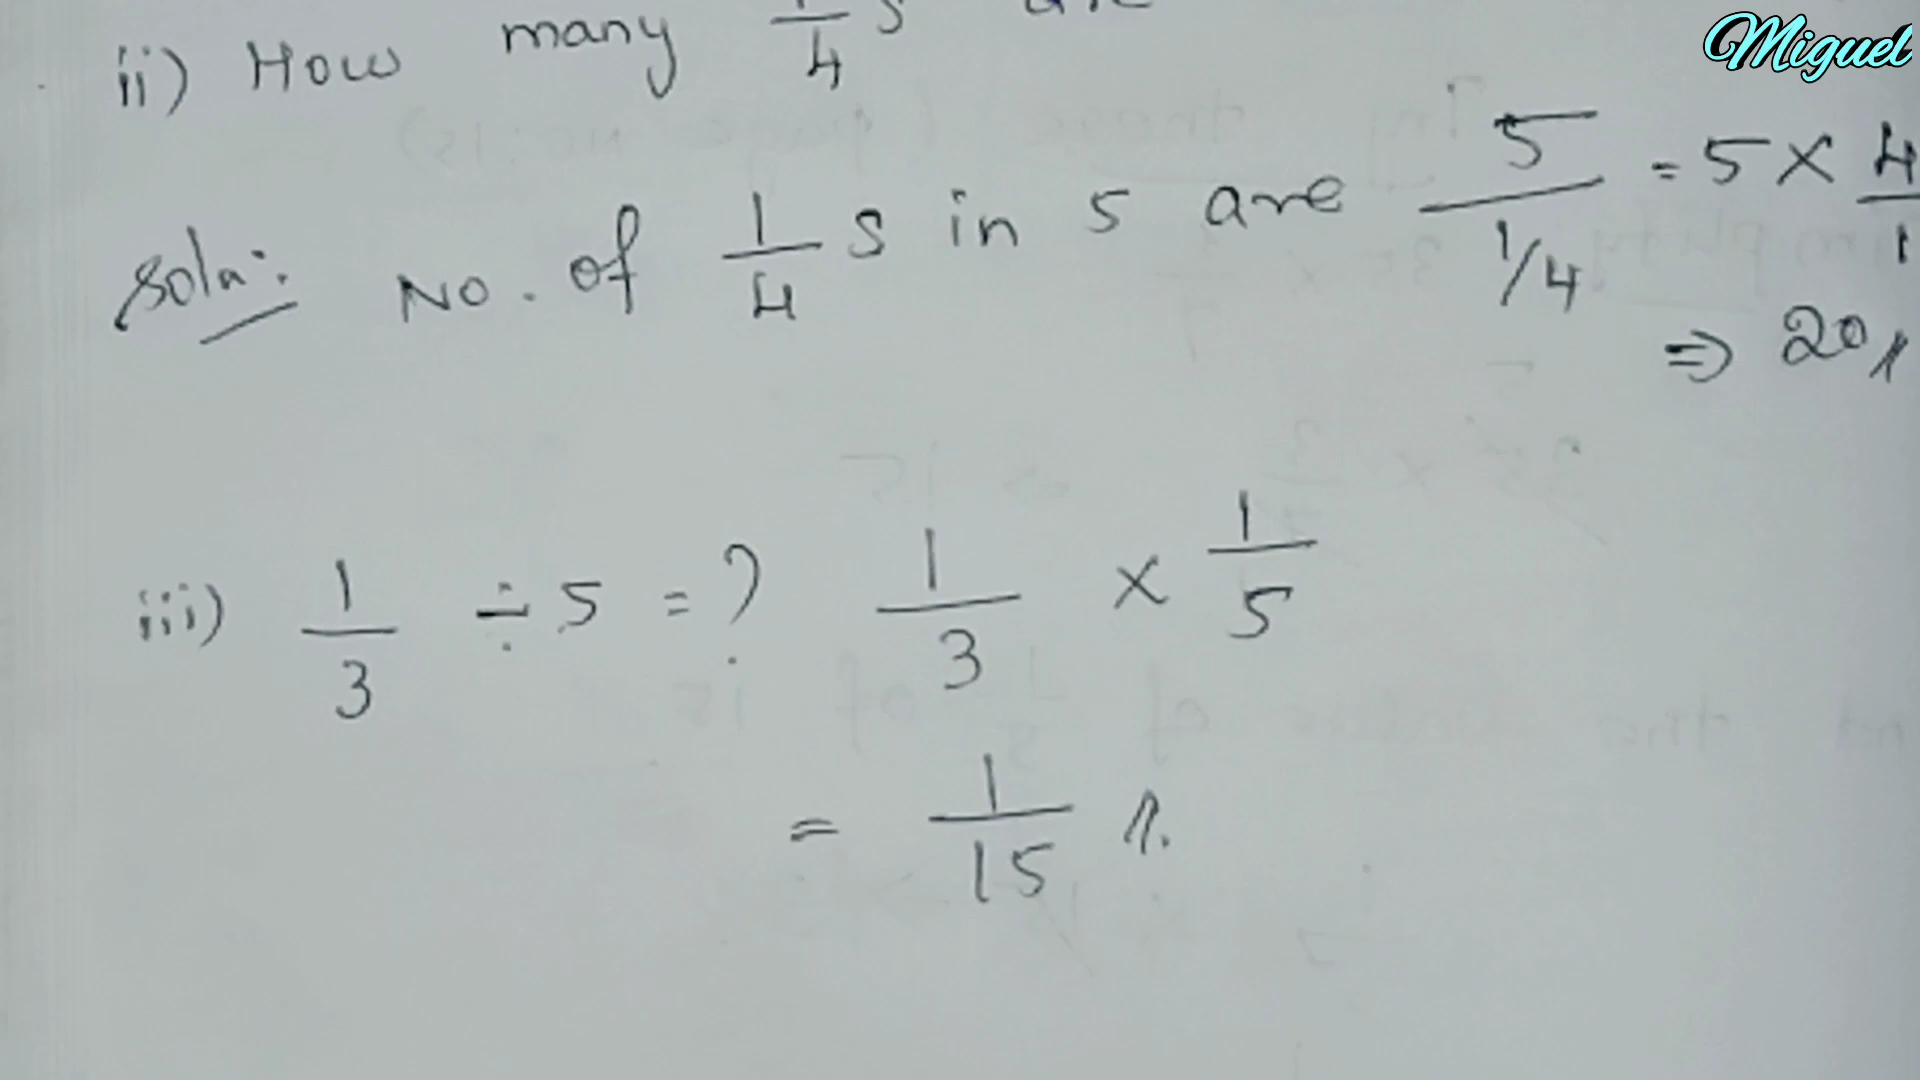 Miguel
ii) How many 1/4 s
Soln: No. of 1/4 s in 5 are 5/(1/4) = 5 × 4/1
⇒ 20
iii) 1/3 ÷ 5 = ? 1/3 × 1/5
= 1/15